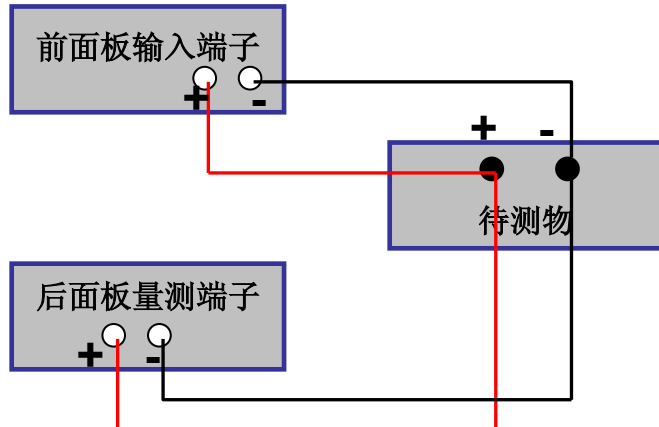 前面板输入端子
+ -
+ -
待测物
后面板量测端子
+ -